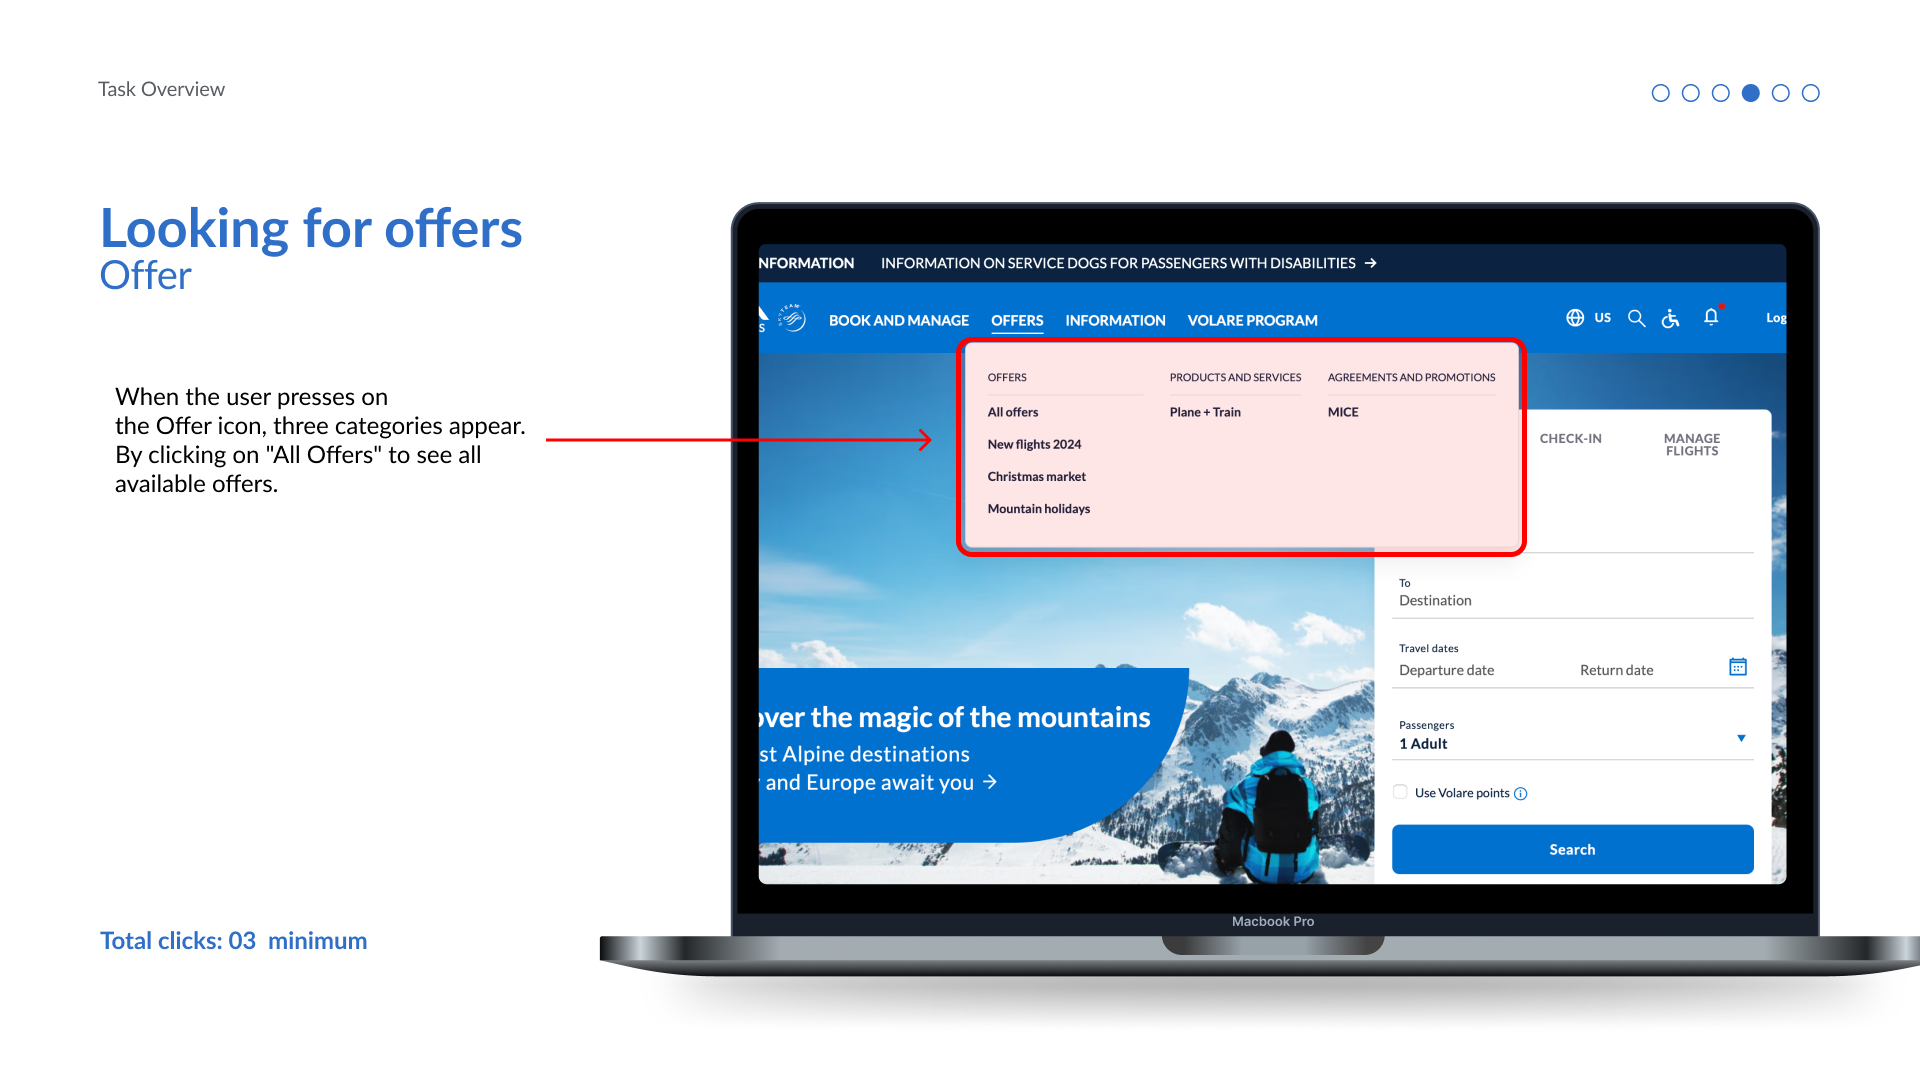 Task Overview
Looking for offers
Offer
When the user presses on
the Offer icon, three categories appear.
By clicking on "All Offers" to see all
available offers.
Total clicks: 03 minimum
NFORMATION INFORMATION ON SERVICE DOGS FOR PASSENGERS WITH DISABILITIES →
SKYTEAM
BOOK AND MANAGE OFFERS INFORMATION VOLARE PROGRAM US Log
OFFERS PRODUCTS AND SERVICES AGREEMENTS AND PROMOTIONS
All offers Plane + Train MICE
New flights 2024
Christmas market
Mountain holidays
CHECK-IN MANAGE
FLIGHTS
To
Destination
Travel dates
Departure date Return date
Passengers
1 Adult
Use Volare points
Search
over the magic of the mountains
st Alpine destinations
and Europe await you →
Macbook Pro